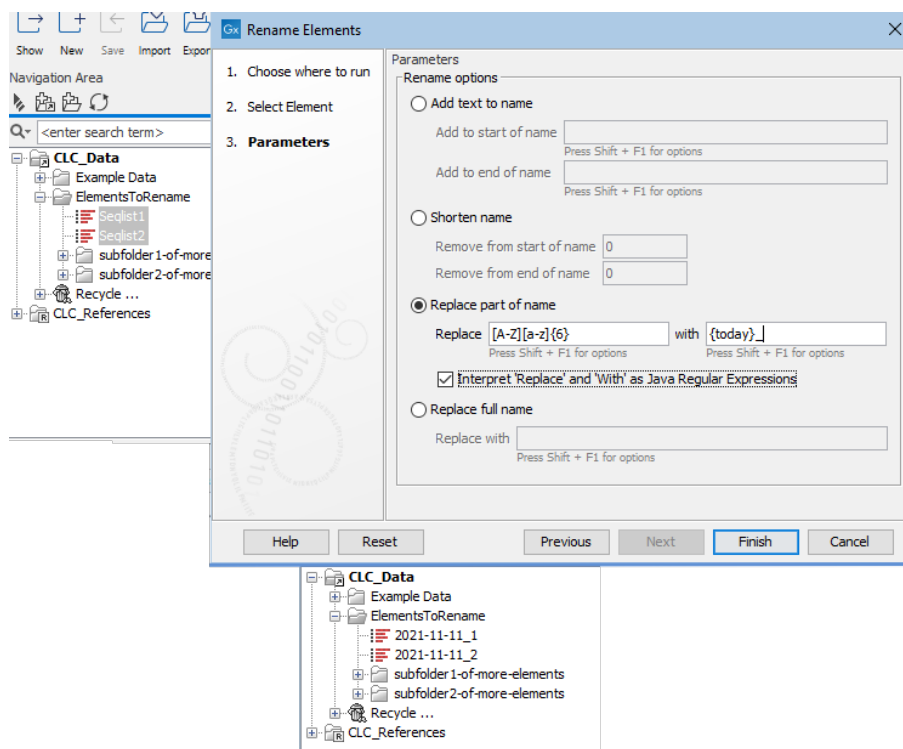 Show New Save Import Expor
Navigation Area
<enter search term>
CLC_Data
Example Data
ElementsToRename
Seqlist1
Seqlist2
subfolder1-of-more
subfolder2-of-more
Recycle ...
CLC_References
Gx Rename Elements
1. Choose where to run
2. Select Element
3. Parameters
Parameters
Rename options
Add text to name
Add to start of name
Press Shift + F1 for options
Add to end of name
Press Shift + F1 for options
Shorten name
Remove from start of name 0
Remove from end of name 0
Replace part of name
Replace [A-Z][a-z]{6} with {today}_
Press Shift + F1 for options Press Shift + F1 for options
Interpret 'Replace' and 'With' as Java Regular Expressions
Replace full name
Replace with
Press Shift + F1 for options
Help Reset Previous Next Finish Cancel
CLC_Data
Example Data
ElementsToRename
2021-11-11_1
2021-11-11_2
subfolder1-of-more-elements
subfolder2-of-more-elements
Recycle ...
CLC_References